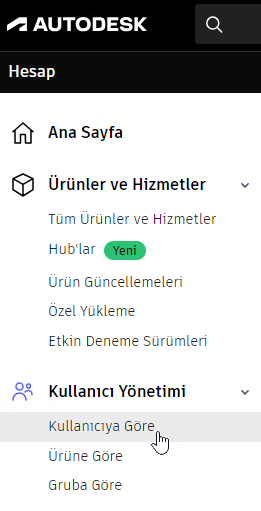 AUTODESK
Hesap
Ana Sayfa
Ürünler ve Hizmetler
Tüm Ürünler ve Hizmetler
Hub'lar Yeni
Ürün Güncellemeleri
Özel Yükleme
Etkin Deneme Sürümleri
Kullanıcı Yönetimi
Kullanıcıya Göre
Ürüne Göre
Gruba Göre